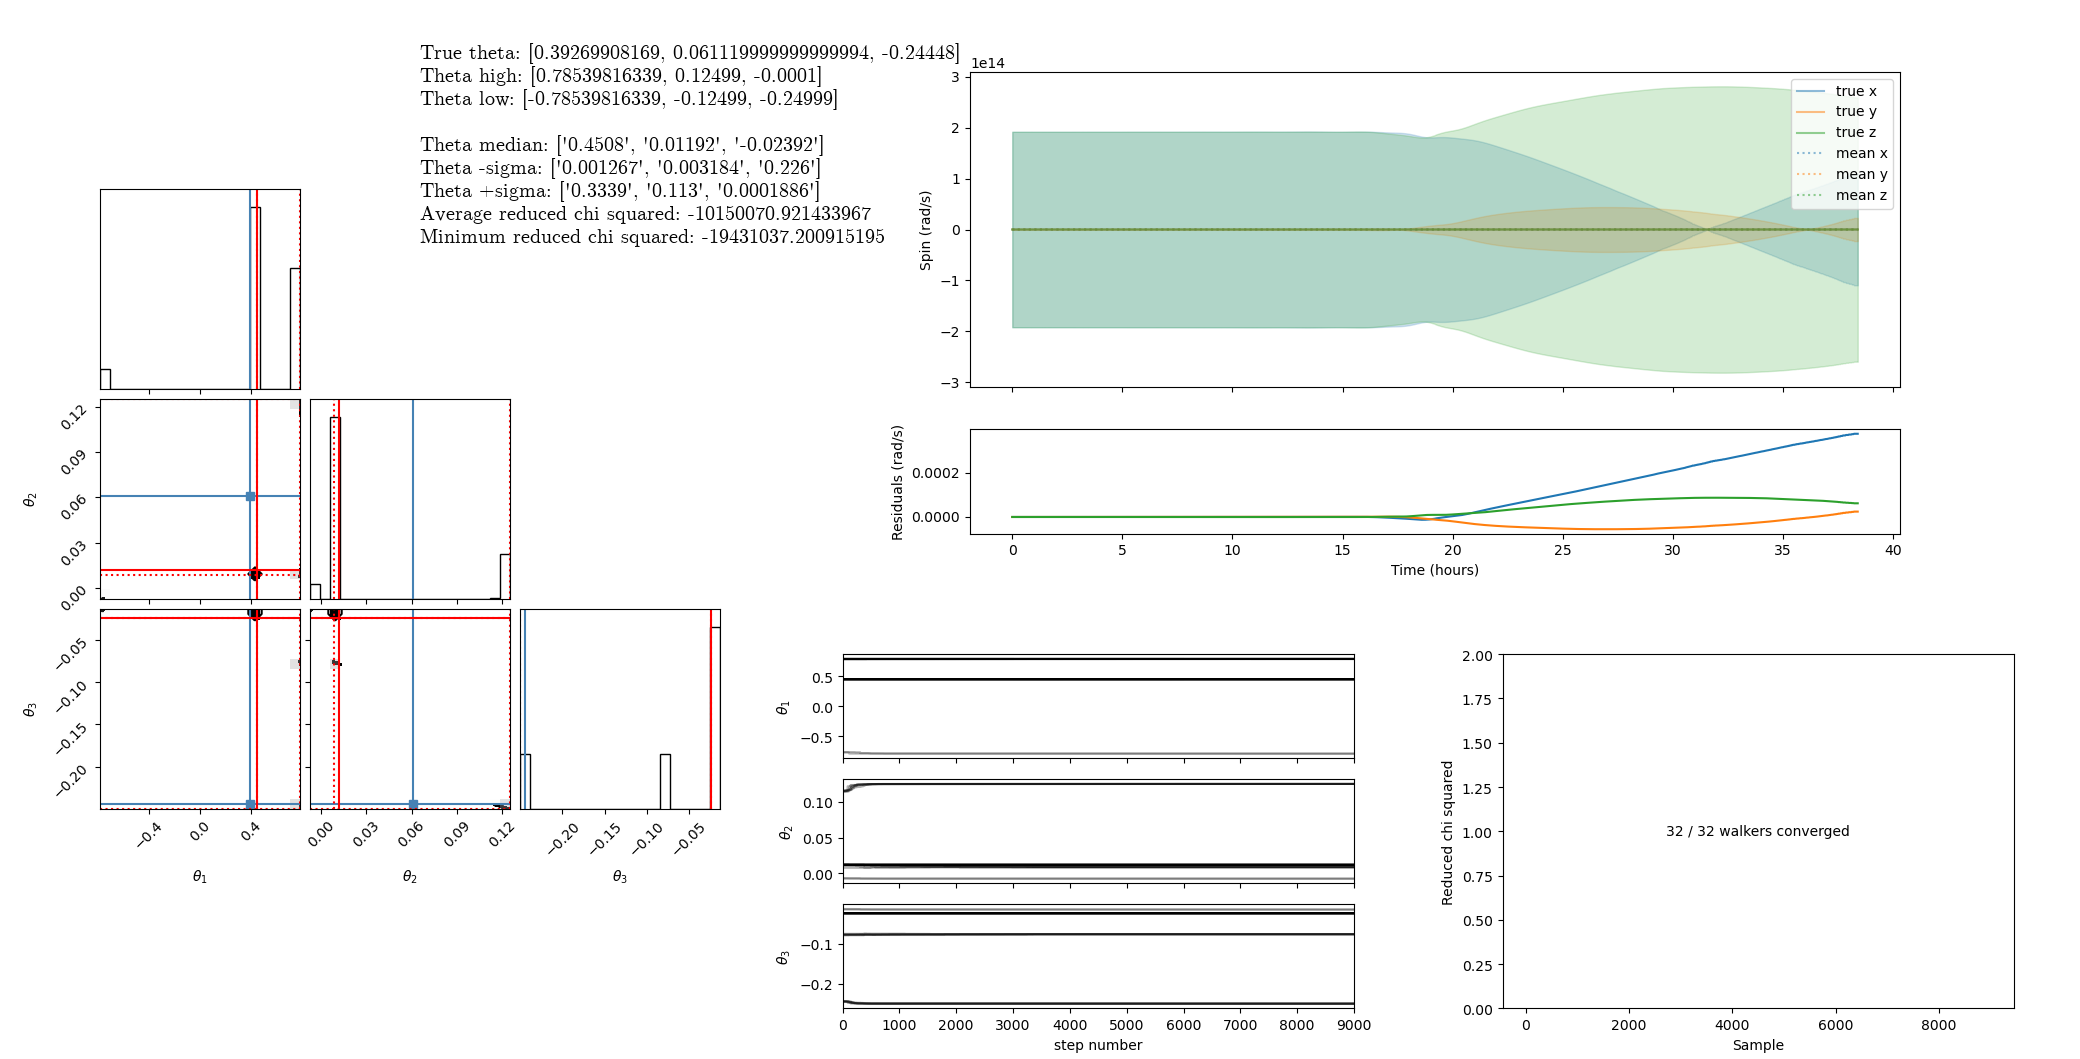 True theta: [0.39269908169, 0.061119999999999994, -0.24448]
Theta high: [0.78539816339, 0.12499, -0.0001]
Theta low: [-0.78539816339, -0.12499, -0.24999]
Theta median: ['0.4508', '0.01192', '-0.02392']
Theta -sigma: ['0.001267', '0.003184', '0.226']
Theta +sigma: ['0.3339', '0.113', '0.0001886']
Average reduced chi squared: -10150070.921433967
Minimum reduced chi squared: -19431037.200915195
1e14
3
2
1
0
−1
−2
−3
Spin (rad/s)
true x
true y
true z
mean x
mean y
mean z
0.0002
0.0000
Residuals (rad/s)
0 5 10 15 20 25 30 35 40
Time (hours)
0.12
0.09
0.06
0.03
0.00
θ2
−0.05
−0.10
−0.15
−0.20
θ3
−0.4 0.0 0.4
θ1
0.00 0.03 0.06 0.09 0.12
θ2
−0.20 −0.15 −0.10 −0.05
θ3
0.5
0.0
−0.5
θ1
0.10
0.05
0.00
θ2
−0.1
−0.2
θ3
0 1000 2000 3000 4000 5000 6000 7000 8000 9000
step number
2.00
1.75
1.50
1.25
1.00
0.75
0.50
0.25
0.00
Reduced chi squared
32 / 32 walkers converged
0 2000 4000 6000 8000
Sample